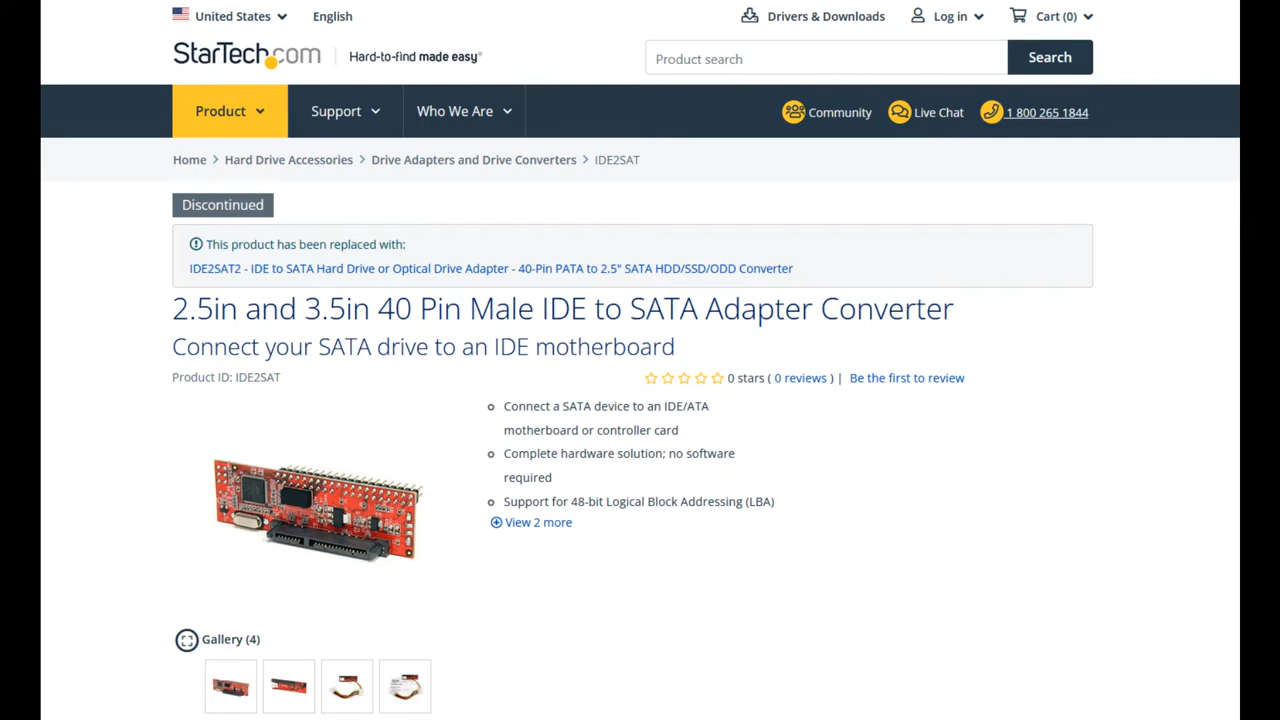 United States English Drivers & Downloads Log in Cart (0)
StarTech.com Hard-to-find made easy® Product search Search
Product Support Who We Are Community Live Chat 1 800 265 1844
Home > Hard Drive Accessories > Drive Adapters and Drive Converters > IDE2SAT
Discontinued
This product has been replaced with:
IDE2SAT2 - IDE to SATA Hard Drive or Optical Drive Adapter - 40-Pin PATA to 2.5" SATA HDD/SSD/ODD Converter
2.5in and 3.5in 40 Pin Male IDE to SATA Adapter Converter
Connect your SATA drive to an IDE motherboard
Product ID: IDE2SAT 0 stars ( 0 reviews ) | Be the first to review
Connect a SATA device to an IDE/ATA
motherboard or controller card
Complete hardware solution; no software
required
Support for 48-bit Logical Block Addressing (LBA)
View 2 more
Gallery (4)